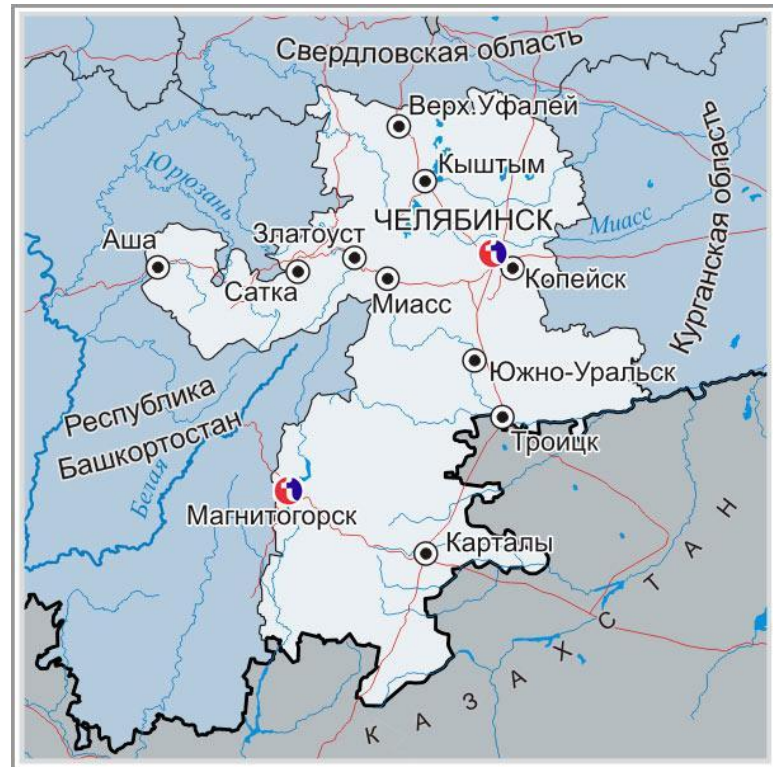 Свердловская область
Верх.Уфалей
Кыштым
Юрюзань
ЧЕЛЯБИНСК
Миасс
Курганская область
Аша
Златоуст
Сатка
Миасс
Копейск
Южно-Уральск
Республика
Башкортостан
Троицк
Белая
Магнитогорск
Карталы
КАЗАХСТАН